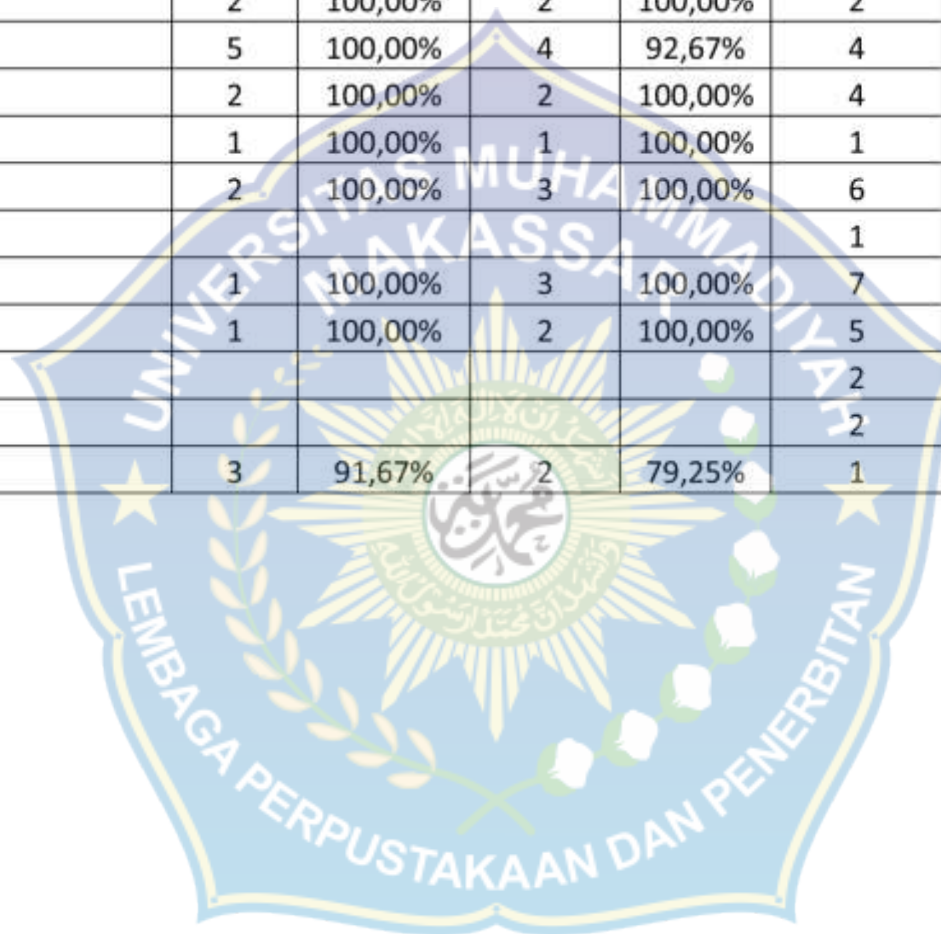 2 100,00% 2 100,00% 2
5 100,00% 4 92,67% 4
2 100,00% 2 100,00% 4
1 100,00% 1 100,00% 1
2 100,00% 3 100,00% 6
1
1 100,00% 3 100,00% 7
1 100,00% 2 100,00% 5
2
2
3 91,67% 2 79,25% 1
UNIVERSITAS MUHAMMADIYAH
MAKASSAR
محمد
LEMBAGA PERPUSTAKAAN DAN PENERBITAN